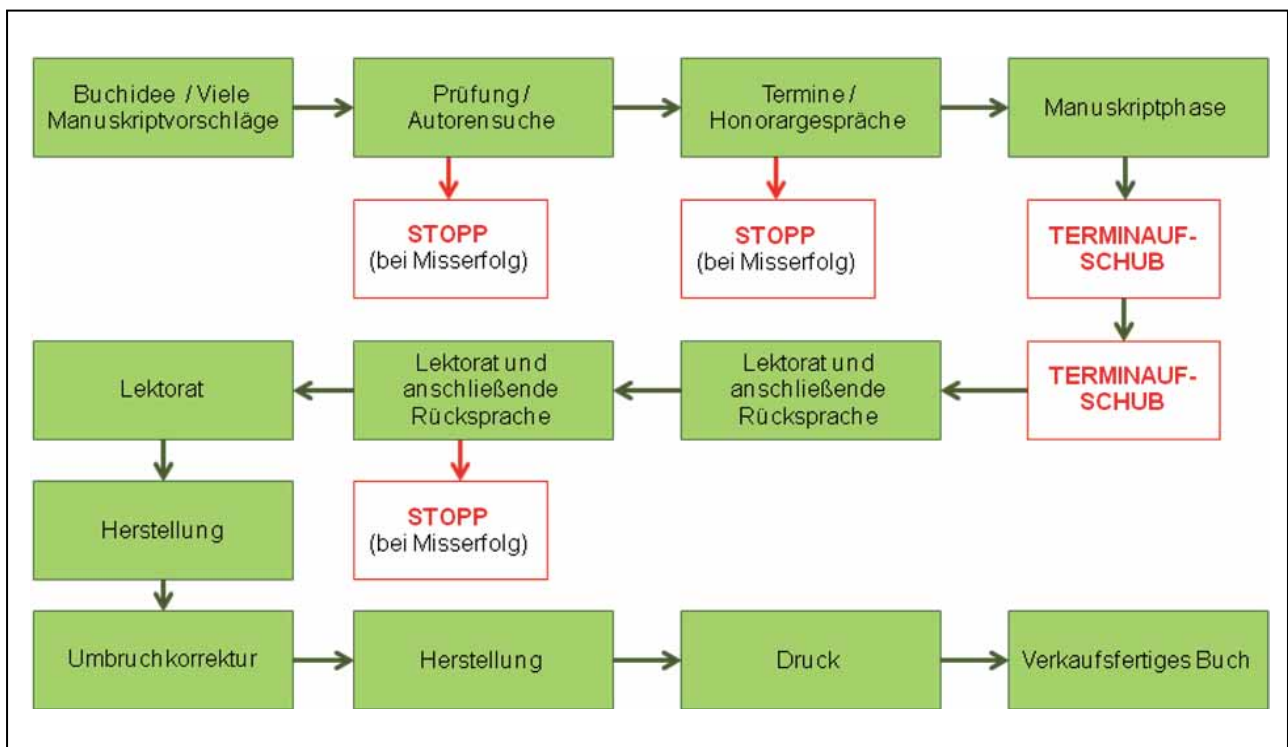 Buchidee / Viele
Manuskriptvorschläge
Prüfung/
Autorensuche
Termine/
Honorargespräche
Manuskriptphase
STOPP
(bei Misserfolg)
STOPP
(bei Misserfolg)
TERMINAUF-
SCHUB
TERMINAUF-
SCHUB
Lektorat und
anschließende
Rücksprache
Lektorat und
anschließende
Rücksprache
Lektorat
STOPP
(bei Misserfolg)
Herstellung
Umbruchkorrektur
Herstellung
Druck
Verkaufsfertiges Buch